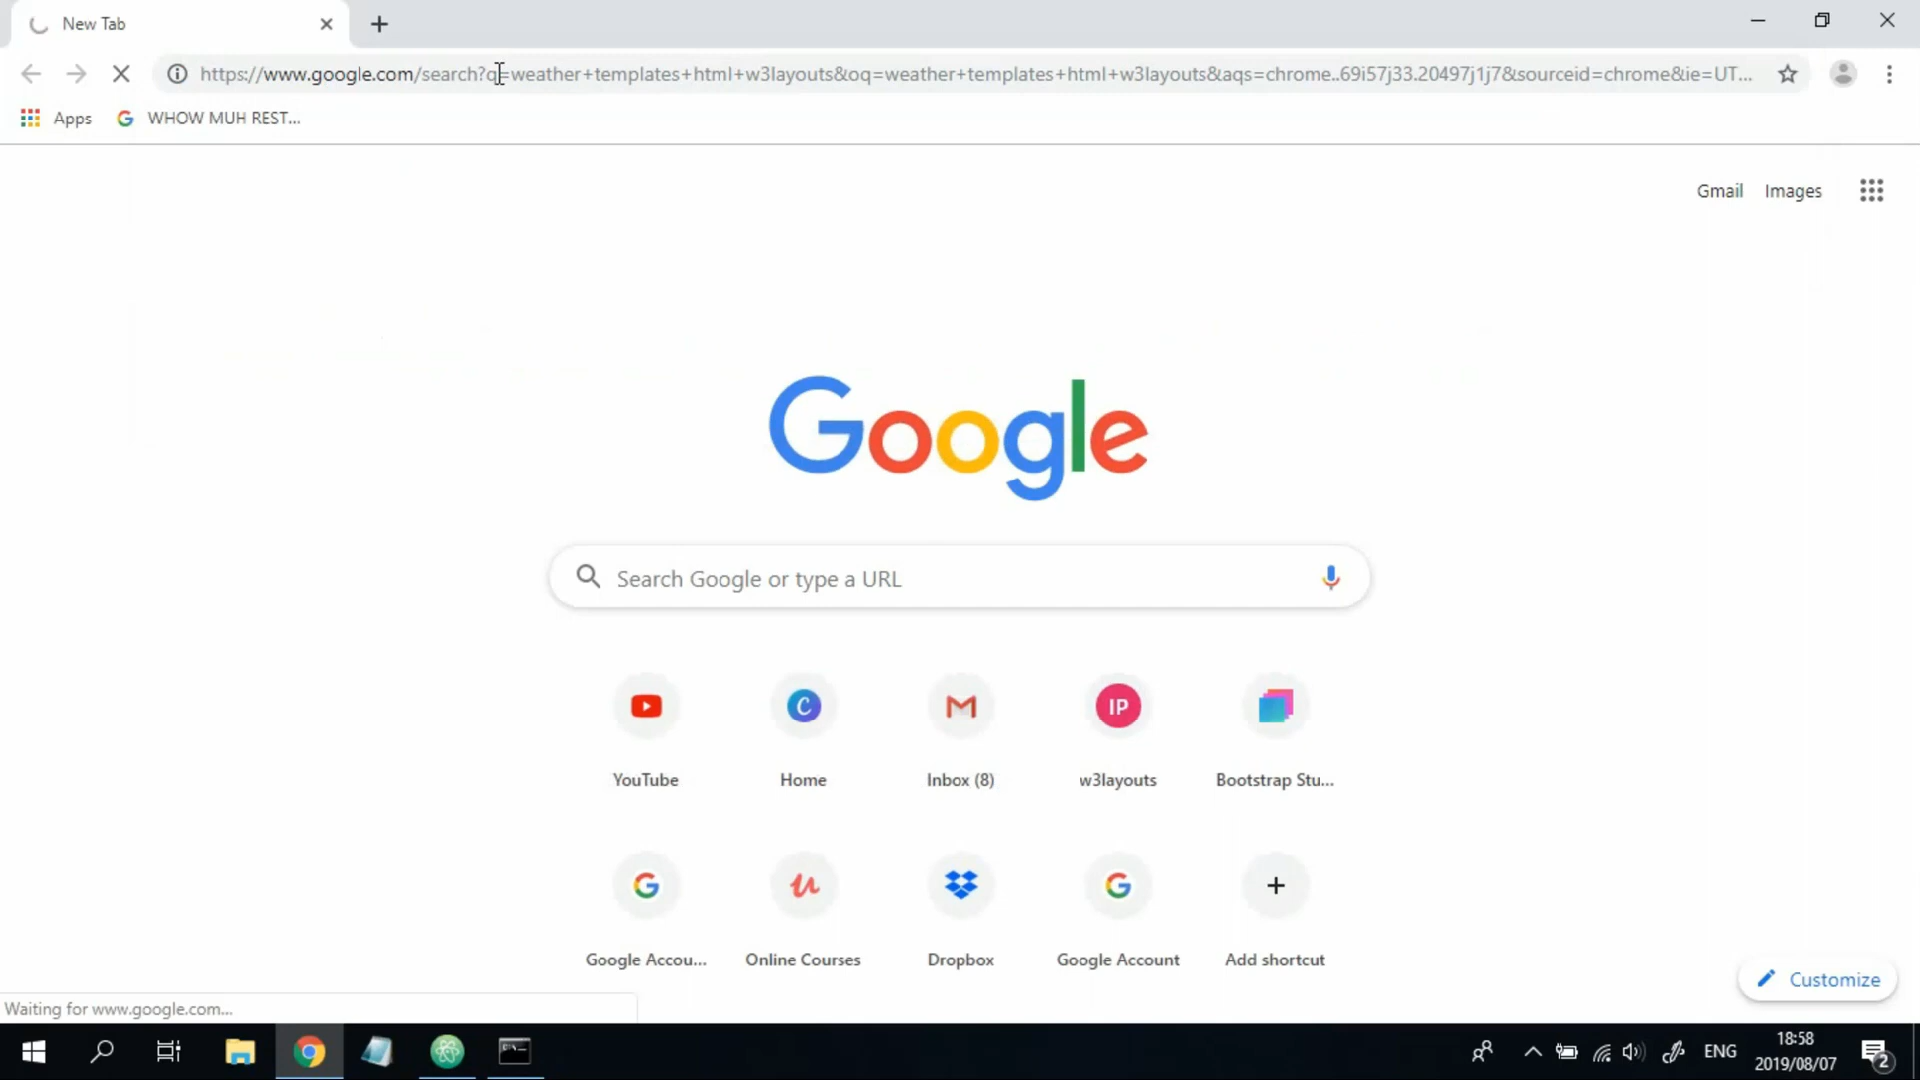 New Tab
https://www.google.com/search?q=weather+templates+html+w3layouts&oq=weather+templates+html+w3layouts&aqs=chrome..69i57j33.20497j1j7&sourceid=chrome&ie=UT...
Apps WHOW MUH REST...
Gmail Images
Google
Search Google or type a URL
IP
YouTube Home Inbox (8) w3layouts Bootstrap Stu...
Google Accou... Online Courses Dropbox Google Account Add shortcut
Customize
Waiting for www.google.com...
ENG 18:58
2019/08/07
2